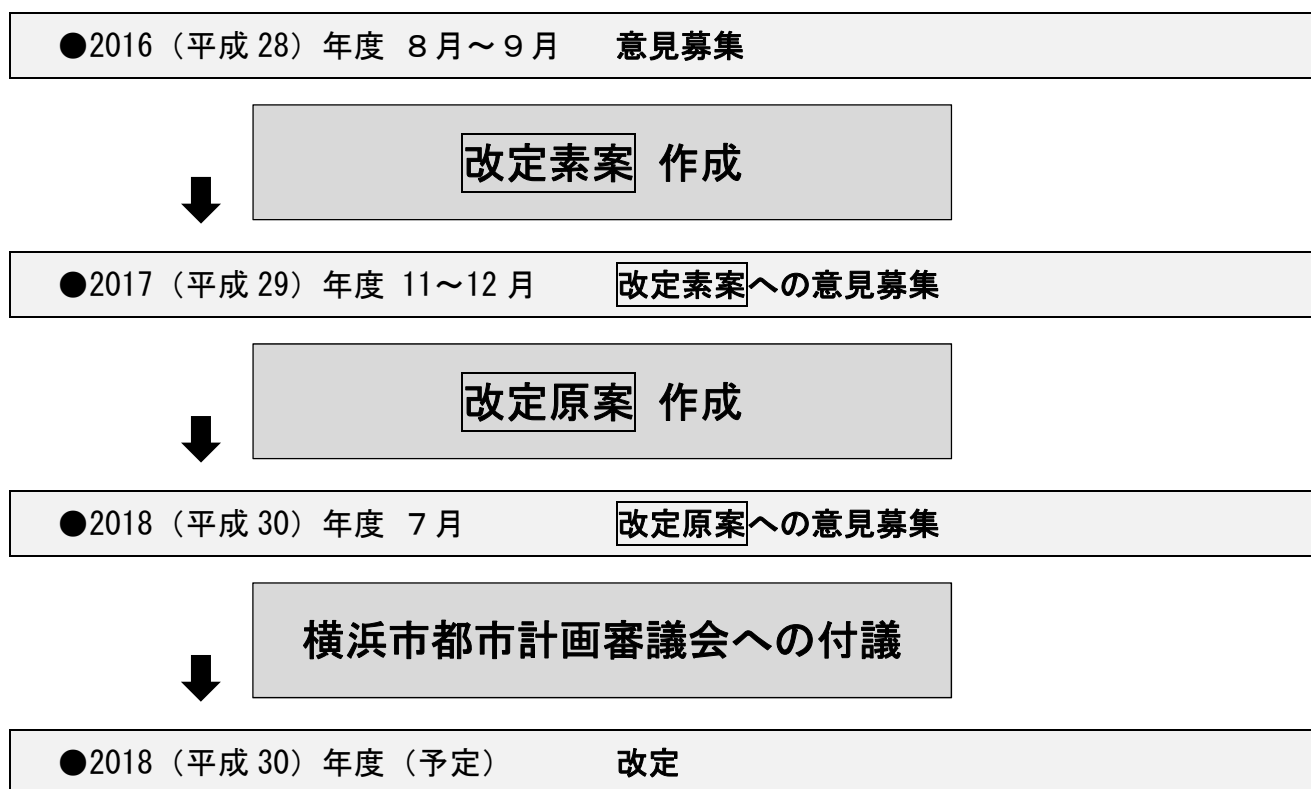 ●2016（平成 28）年度 ８月～９月 意見募集
改定素案 作成
●2017（平成 29）年度 11～12 月 改定素案への意見募集
改定原案 作成
●2018（平成 30）年度 ７月 改定原案への意見募集
横浜市都市計画審議会への付議
●2018（平成 30）年度（予定） 改定